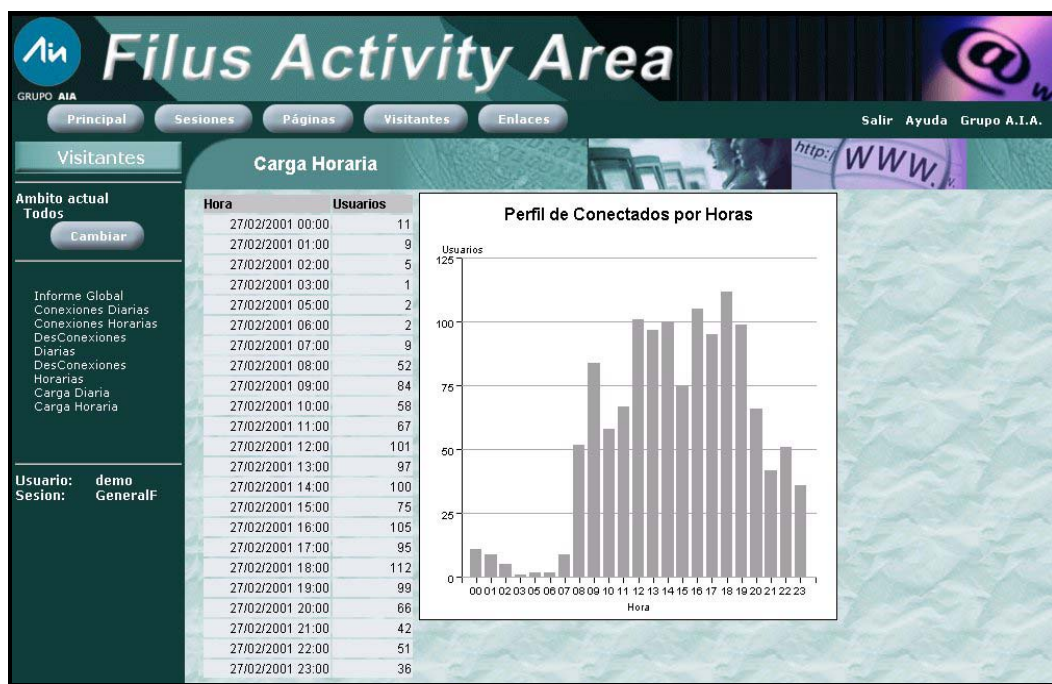 Ain
GRUPO AIA
Filus Activity Area
@
w
Principal Sesiones Páginas Visitantes Enlaces
Salir Ayuda Grupo A.I.A.
Visitantes
Carga Horaria
http:/
WWW.
Ambito actual
Todos
Cambiar
Informe Global
Conexiones Diarias
Conexiones Horarias
DesConexiones
Diarias
DesConexiones
Horarias
Carga Diaria
Carga Horaria
Usuario: demo
Sesion: GeneralF
Hora Usuarios
27/02/2001 00:00 11
27/02/2001 01:00 9
27/02/2001 02:00 5
27/02/2001 03:00 1
27/02/2001 05:00 2
27/02/2001 06:00 2
27/02/2001 07:00 9
27/02/2001 08:00 52
27/02/2001 09:00 84
27/02/2001 10:00 58
27/02/2001 11:00 67
27/02/2001 12:00 101
27/02/2001 13:00 97
27/02/2001 14:00 100
27/02/2001 15:00 75
27/02/2001 16:00 105
27/02/2001 17:00 95
27/02/2001 18:00 112
27/02/2001 19:00 99
27/02/2001 20:00 66
27/02/2001 21:00 42
27/02/2001 22:00 51
27/02/2001 23:00 36
Perfil de Conectados por Horas
Usuarios
125
100
75
50
25
0
00 01 02 03 05 06 07 08 09 10 11 12 13 14 15 16 17 18 19 20 21 22 23
Hora